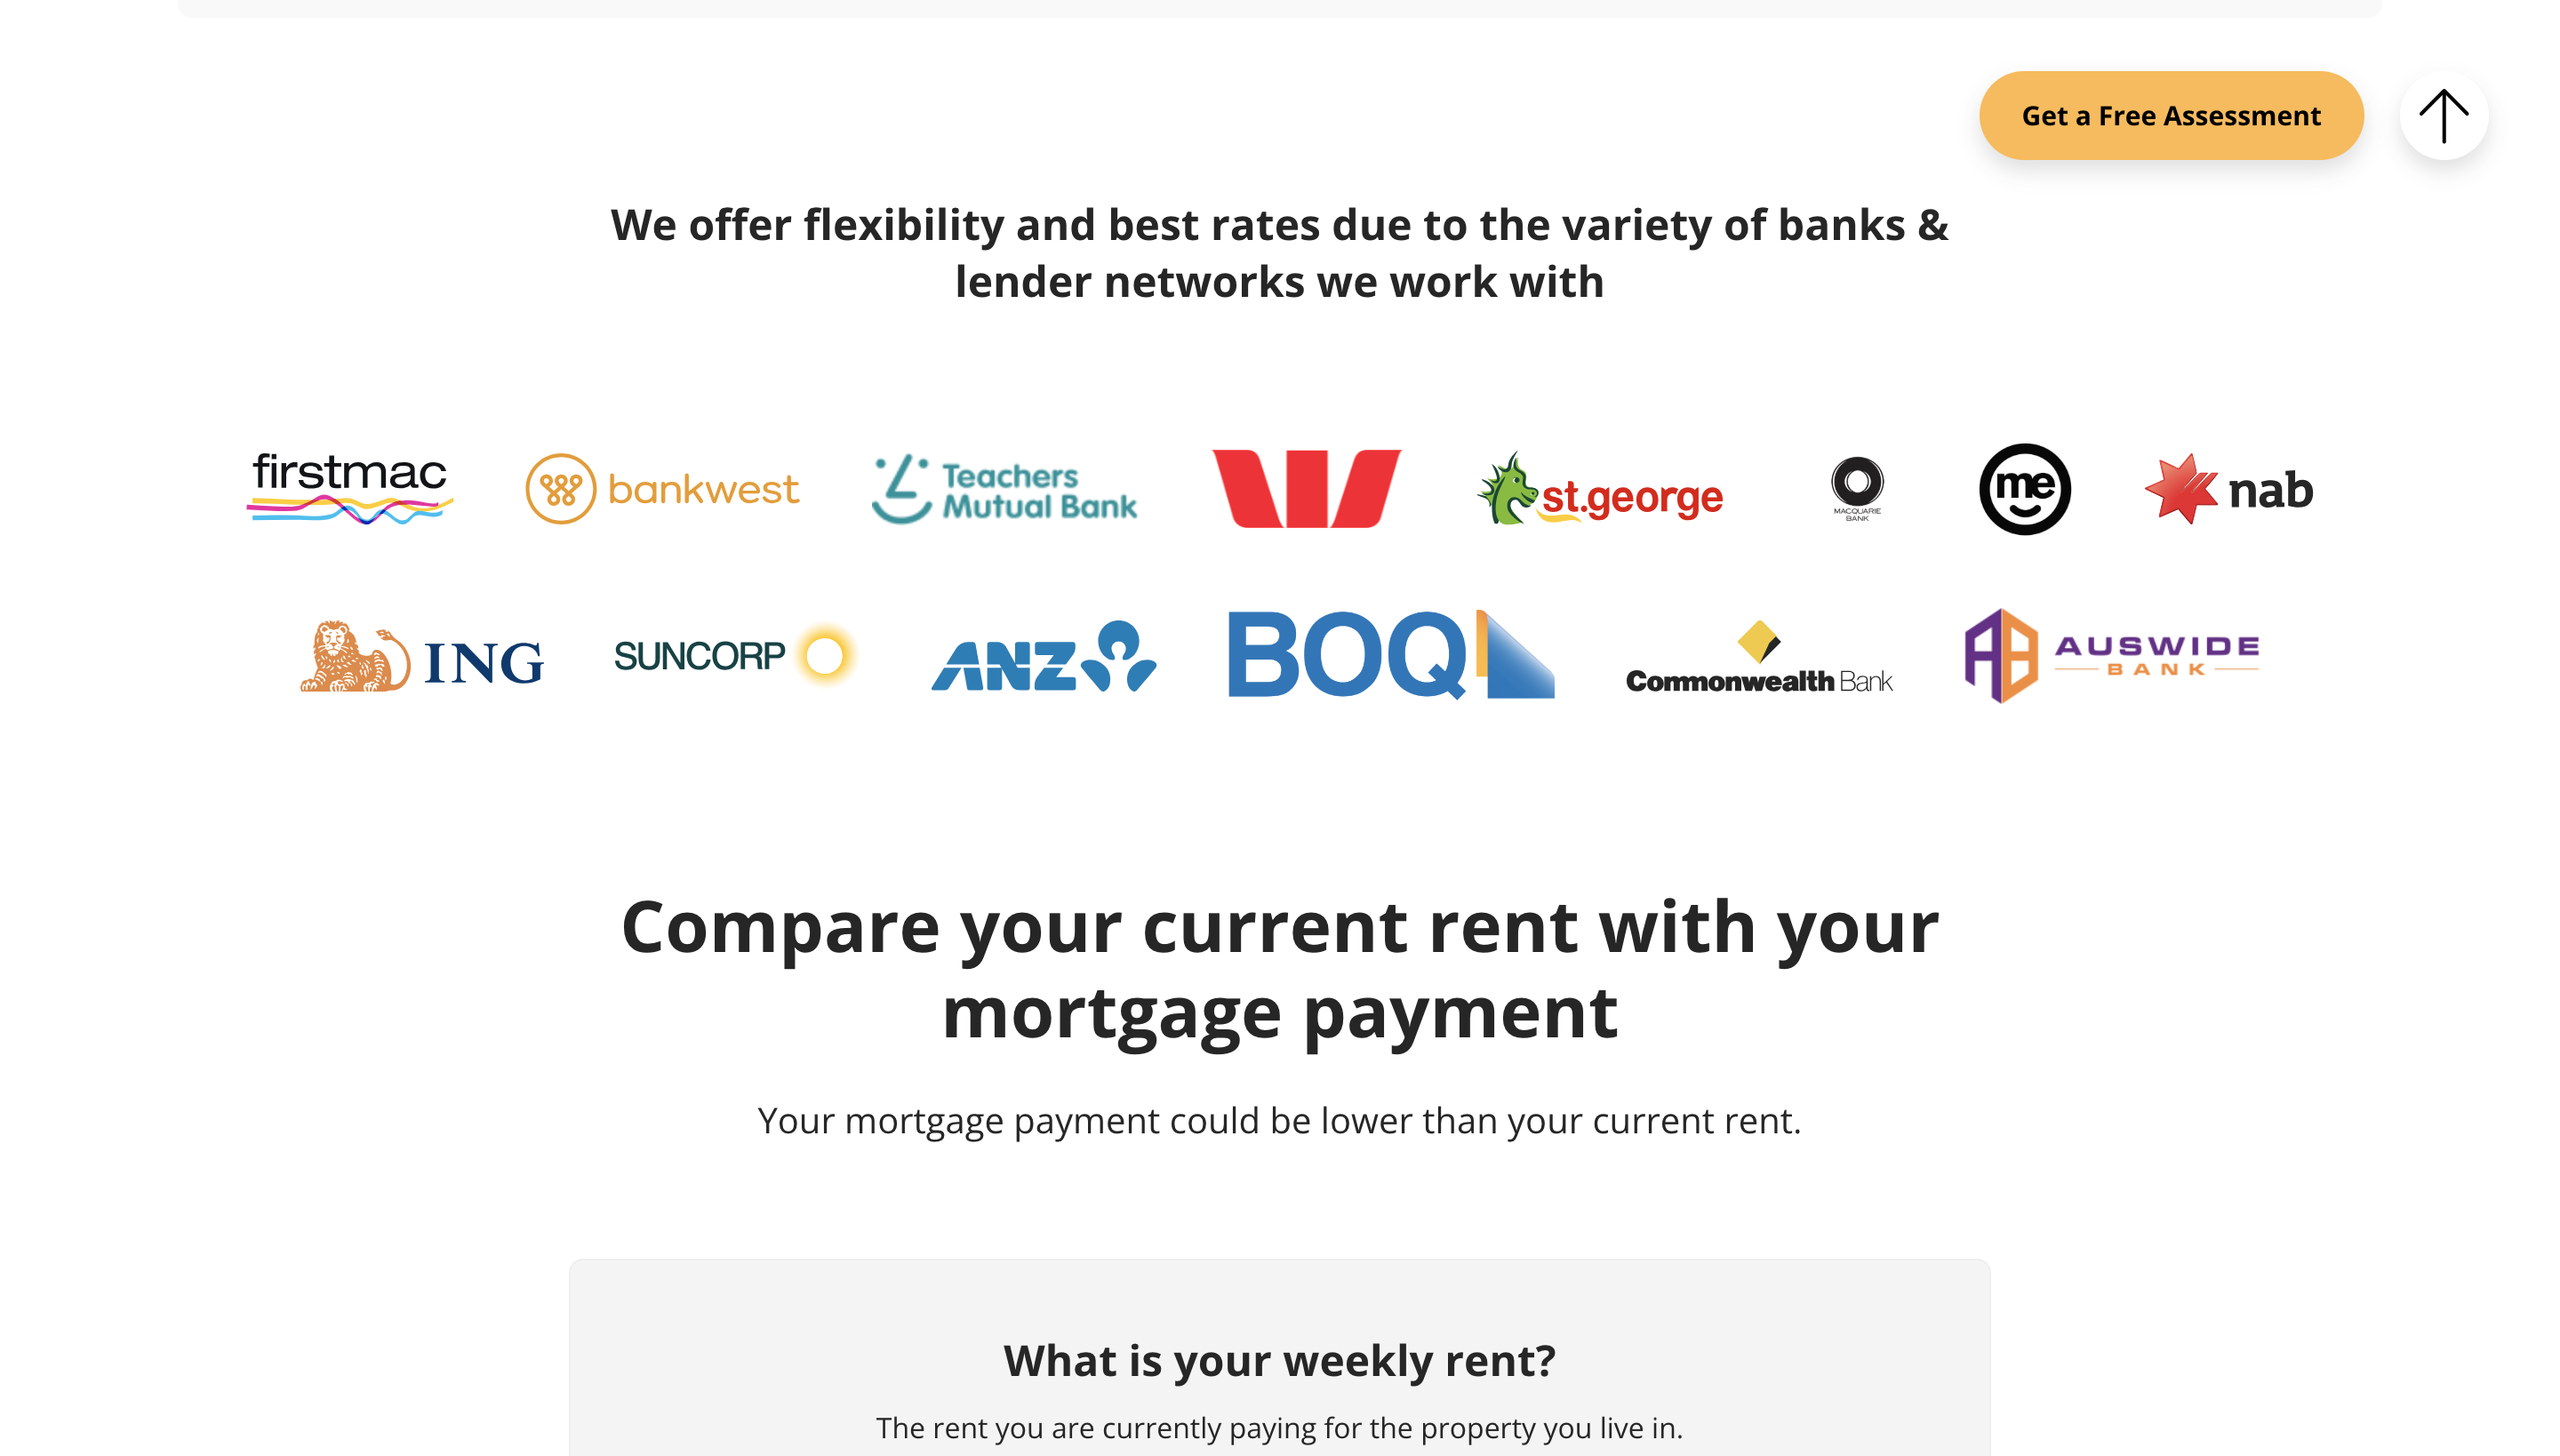 Get a Free Assessment
We offer flexibility and best rates due to the variety of banks &
lender networks we work with
firstmac
bankwest
Teachers
Mutual Bank
st.george
MACQUARIE
BANK
me
nab
ING
SUNCORP
ANZ
BOQ
Commonwealth Bank
AUSWIDE
BANK
Compare your current rent with your
mortgage payment
Your mortgage payment could be lower than your current rent.
What is your weekly rent?
The rent you are currently paying for the property you live in.